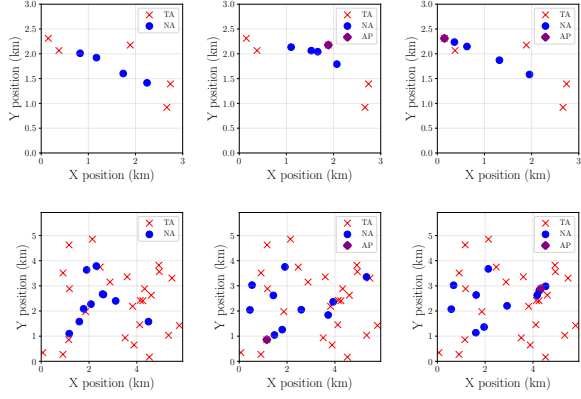 3.0
2.5
2.0
1.5
1.0
0.5
0.0
0 1 2 3
Y position (km)
X position (km)
TA
NA
3.0
2.5
2.0
1.5
1.0
0.5
0.0
0 1 2 3
Y position (km)
X position (km)
TA
NA
AP
3.0
2.5
2.0
1.5
1.0
0.5
0.0
0 1 2 3
Y position (km)
X position (km)
TA
NA
AP
5
4
3
2
1
0
0 2 4
Y position (km)
X position (km)
TA
NA
5
4
3
2
1
0
0 2 4
Y position (km)
X position (km)
TA
NA
AP
5
4
3
2
1
0
0 2 4
Y position (km)
X position (km)
TA
NA
AP